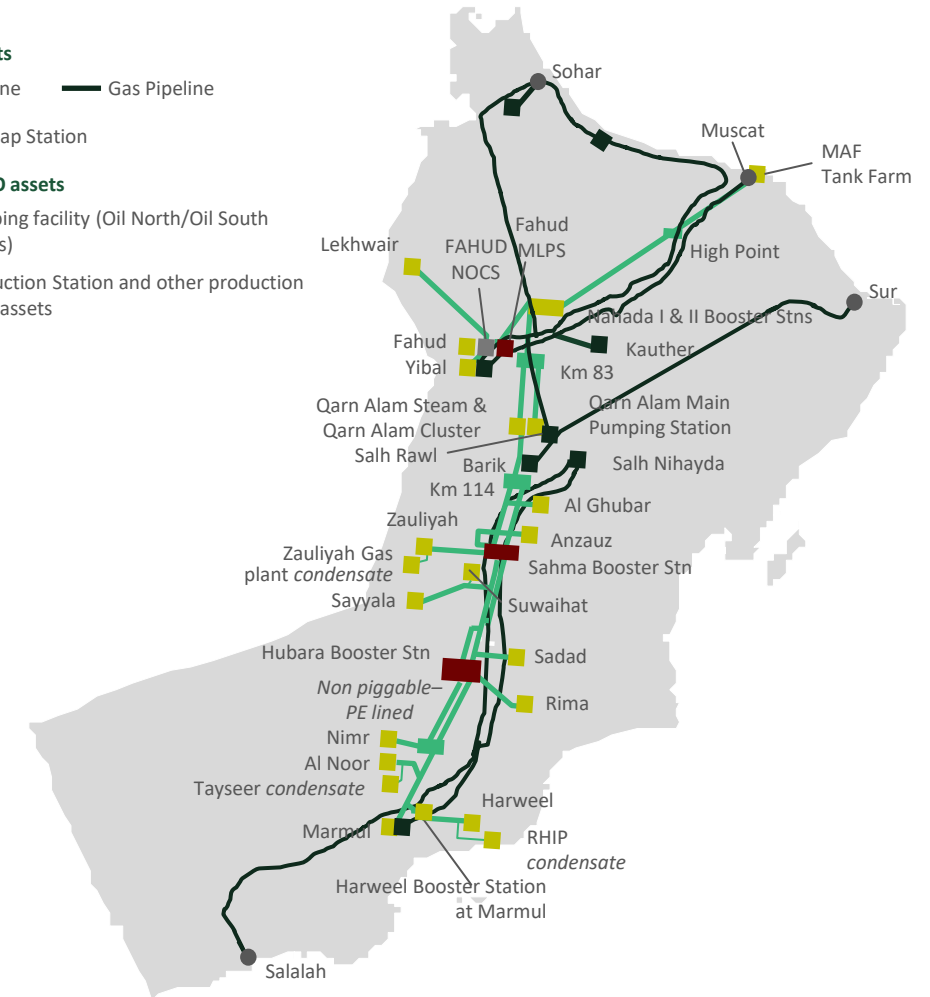 ts
ne
Gas Pipeline
ap Station
O assets
ing facility (Oil North/Oil South
s)
uction Station and other production
assets
Sohar
Muscat
MAF
Tank Farm
High Point
Lekhwair
FAHUD
NOCS
Fahud
MLPS
Sur
Nahada I & II Booster Stns
Fahud
Yibal
Kauther
Km 83
Qarn Alam Steam &
Qarn Alam Cluster
Qarn Alam Main
Pumping Station
Salh Rawl
Barik
Salh Nihayda
Km 114
Al Ghubar
Zauliyah
Anzauz
Zauliyah Gas
plant condensate
Sahma Booster Stn
Sayyala
Suwaihat
Hubara Booster Stn
Sadad
Non piggable–
PE lined
Rima
Nimr
Al Noor
Tayseer condensate
Harweel
Marmul
RHIP
condensate
Harweel Booster Station
at Marmul
Salalah